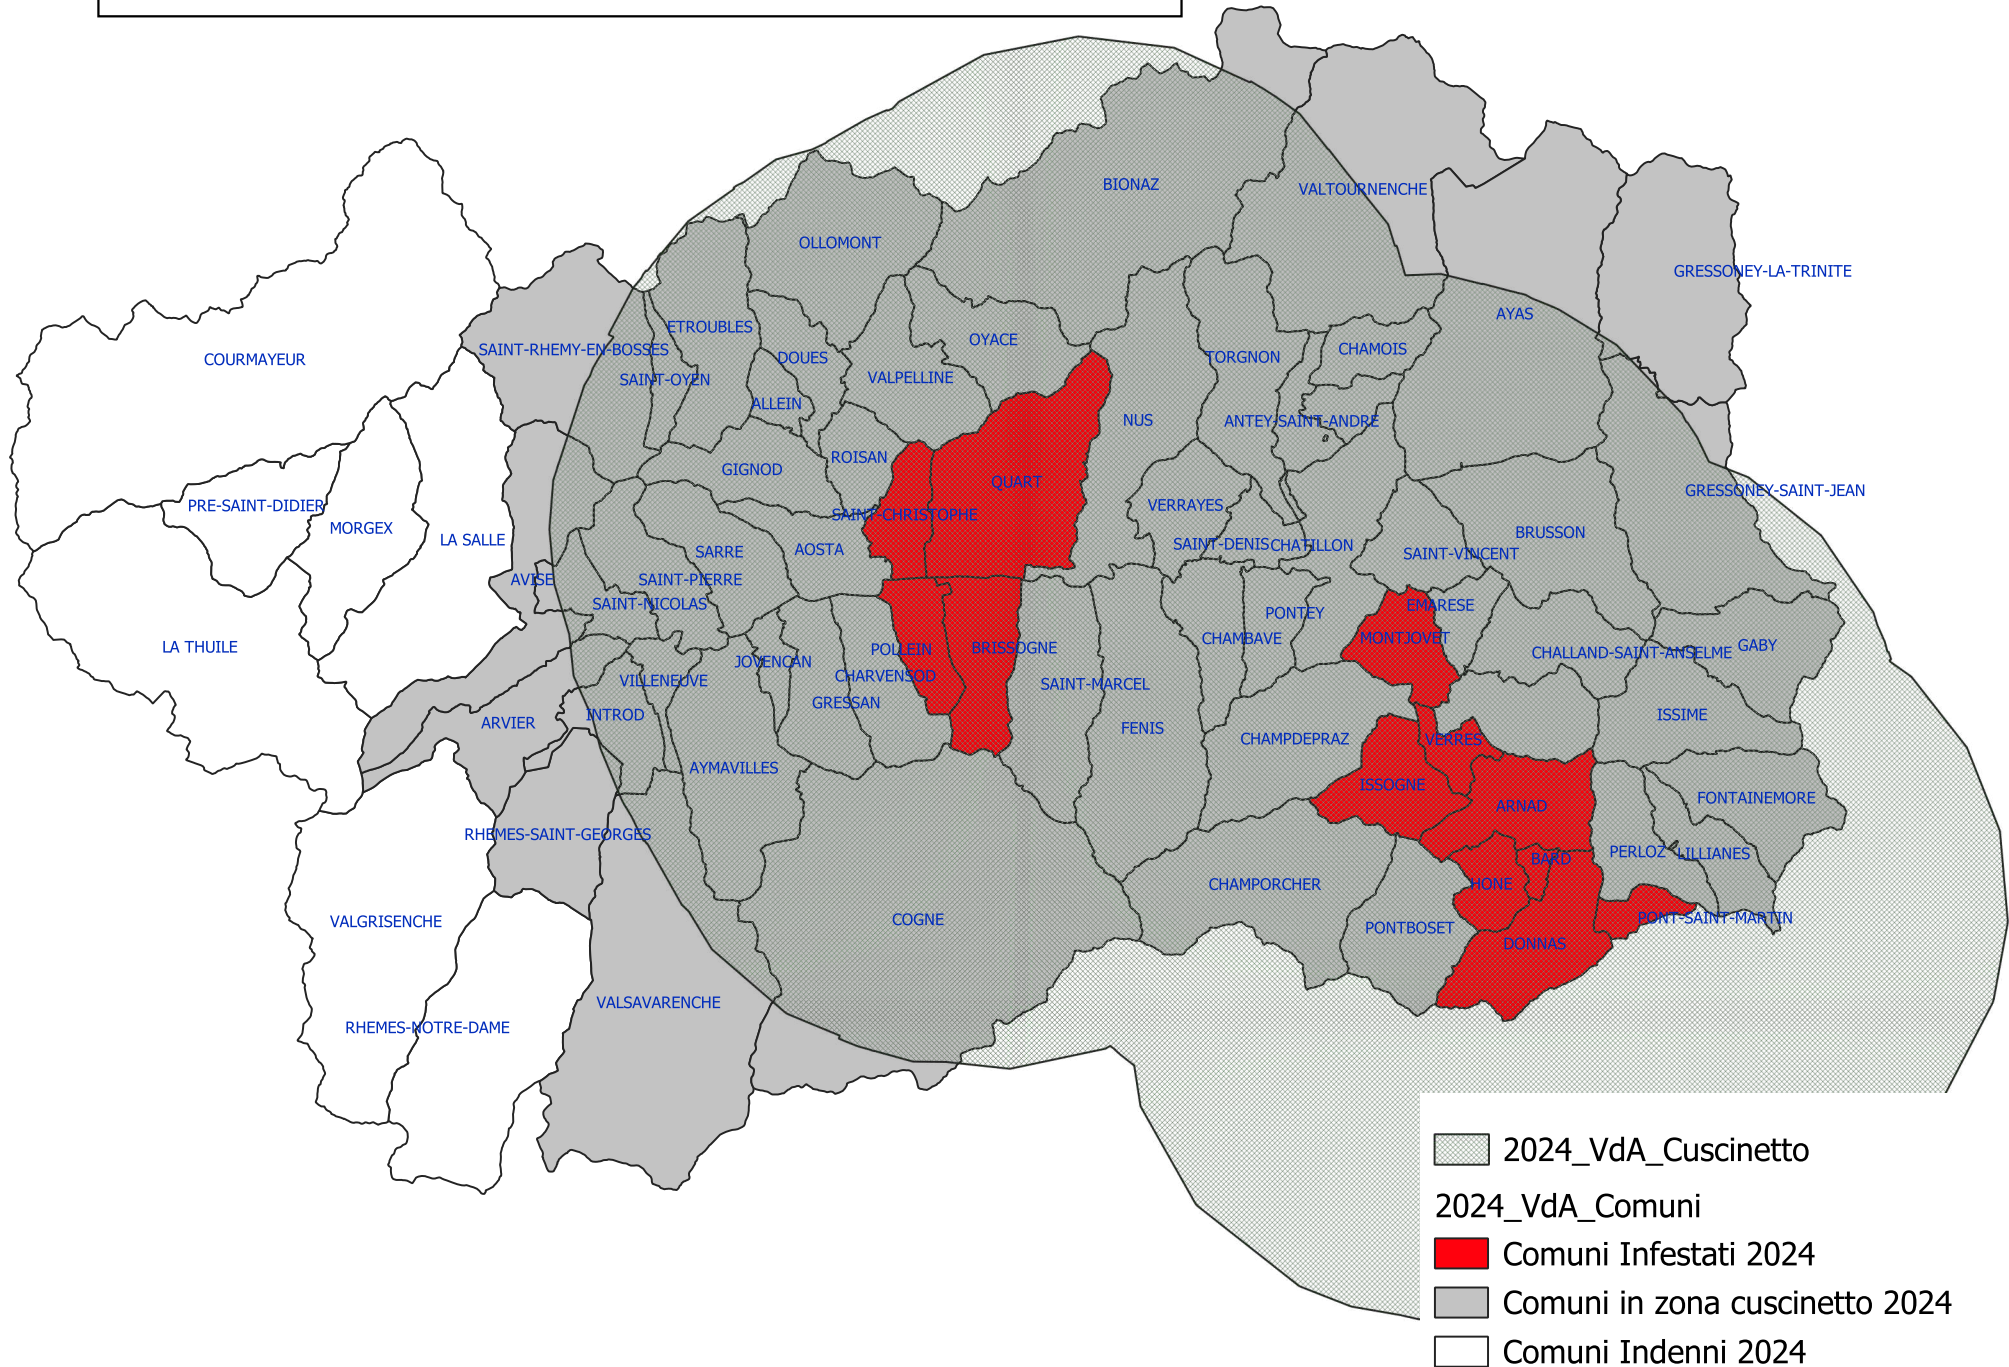 BIONAZ
VALTOURNENCHE
OLLOMONT
GRESSONEY-LA-TRINITE
AYAS
ETROUBLES
OYACE
COURMAYEUR
SAINT-RHEMY-EN-BOSSES
DOUES
TORGNON
CHAMOIS
SAINT-OYEN
VALPELLINE
ALLEIN
NUS
ANTEY-SAINT-ANDRE
ROISAN
GIGNOD
QUART
GRESSONEY-SAINT-JEAN
PRE-SAINT-DIDIER
VERRAYES
SAINT-CHRISTOPHE
MORGEX
BRUSSON
LA SALLE
SAINT-DENIS
CHATILLON
AOSTA
SARRE
SAINT-VINCENT
AVISE
SAINT-PIERRE
SAINT-NICOLAS
EMARESE
PONTEY
CHAMBAVE
MONTJOVET
LA THUILE
POLLEIN
BRISSOGNE
CHALLAND-SAINT-ANSELME
GABY
JOVENCAN
CHARVENSOD
VILLENEUVE
SAINT-MARCEL
GRESSAN
INTROD
ISSIME
ARVIER
FENIS
CHAMPDEPRAZ
VERRES
AYMAVILLES
ISSOGNE
ARNAD
FONTAINEMORE
RHEMES-SAINT-GEORGES
PERLOZ
LILLIANES
BARD
CHAMPORCHER
HONE
VALGRISENCHE
COGNE
PONT-SAINT-MARTIN
PONTBOSET
DONNAS
VALSAVARENCHE
RHEMES-NOTRE-DAME
2024_VdA_Cuscinetto
2024_VdA_Comuni
Comuni Infestati 2024
Comuni in zona cuscinetto 2024
Comuni Indenni 2024